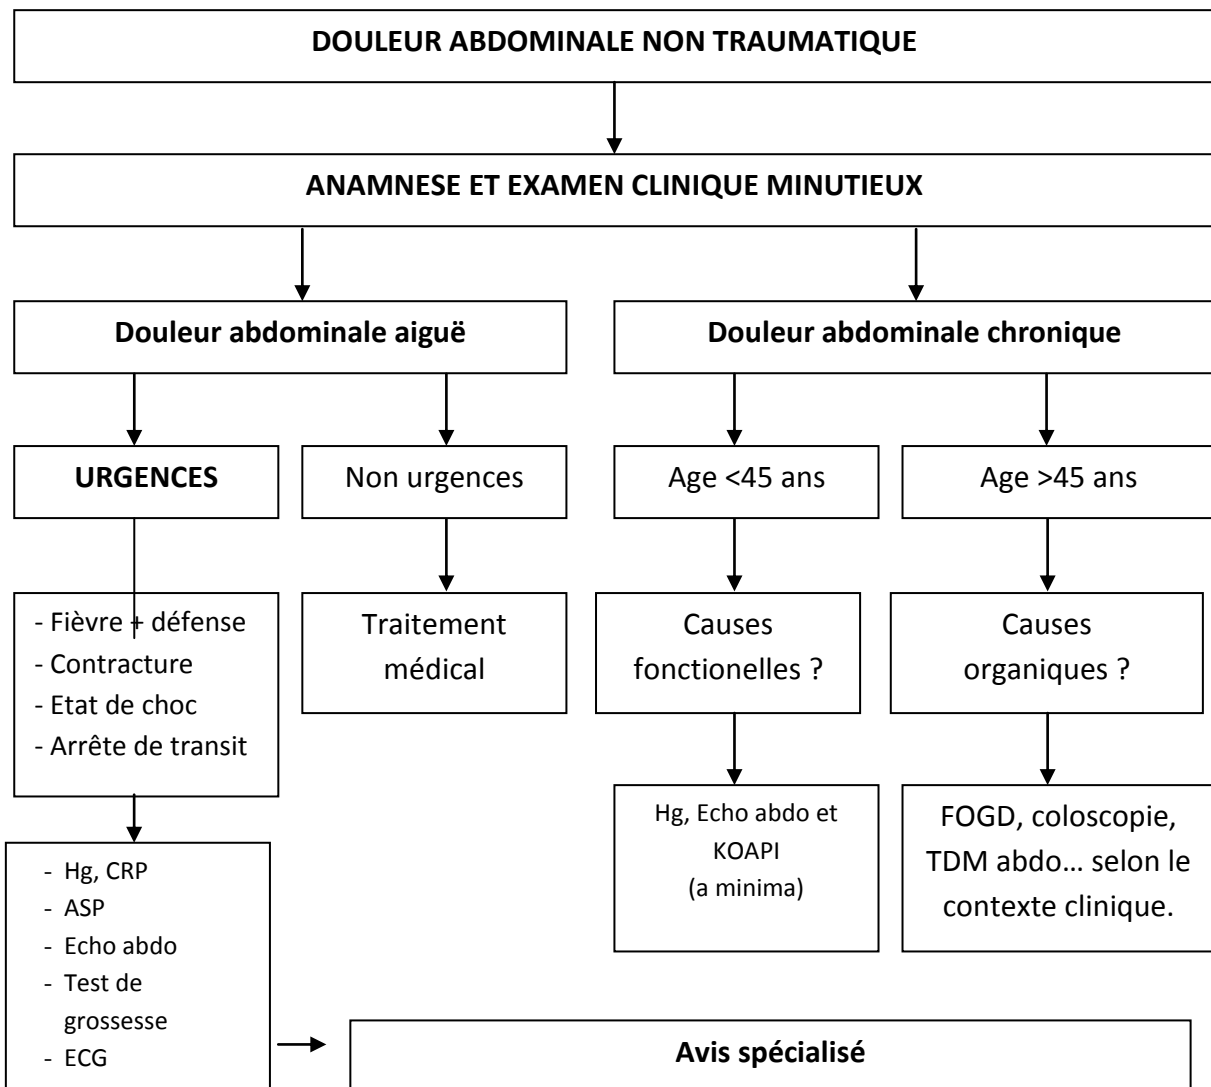 DOULEUR ABDOMINALE NON TRAUMATIQUE
ANAMNESE ET EXAMEN CLINIQUE MINUTIEUX
Douleur abdominale aiguë
Douleur abdominale chronique
URGENCES
Non urgences
Age <45 ans
Age >45 ans
- Fièvre + défense
- Contracture
- Etat de choc
- Arrête de transit
Traitement
médical
Causes
fonctionelles ?
Causes
organiques ?
Hg, Echo abdo et
KOAPI
(a minima)
FOGD, coloscopie,
TDM abdo… selon le
contexte clinique.
- Hg, CRP
- ASP
- Echo abdo
- Test de
grossesse
- ECG
Avis spécialisé